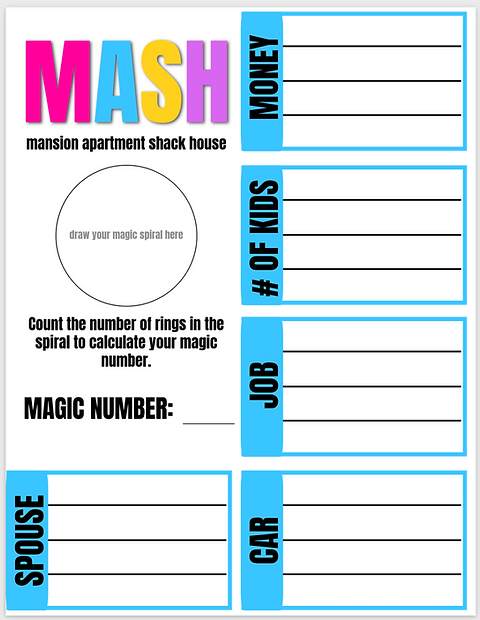 MASH
mansion apartment shack house
draw your magic spiral here
Count the number of rings in the
spiral to calculate your magic
number.
MAGIC NUMBER:
SPOUSE
MONEY
# OF KIDS
JOB
CAR